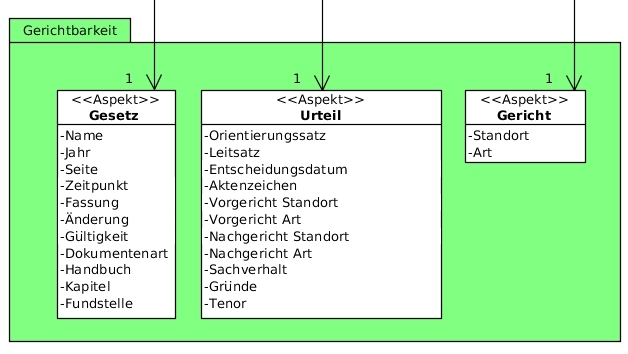 Gerichtbarkeit
1
1
1
<<Aspekt>>
Gesetz
-Name
-Jahr
-Seite
-Zeitpunkt
-Fassung
-Änderung
-Gültigkeit
-Dokumentenart
-Handbuch
-Kapitel
-Fundstelle
<<Aspekt>>
Urteil
-Orientierungssatz
-Leitsatz
-Entscheidungsdatum
-Aktenzeichen
-Vorgericht Standort
-Vorgericht Art
-Nachgericht Standort
-Nachgericht Art
-Sachverhalt
-Gründe
-Tenor
<<Aspekt>>
Gericht
-Standort
-Art